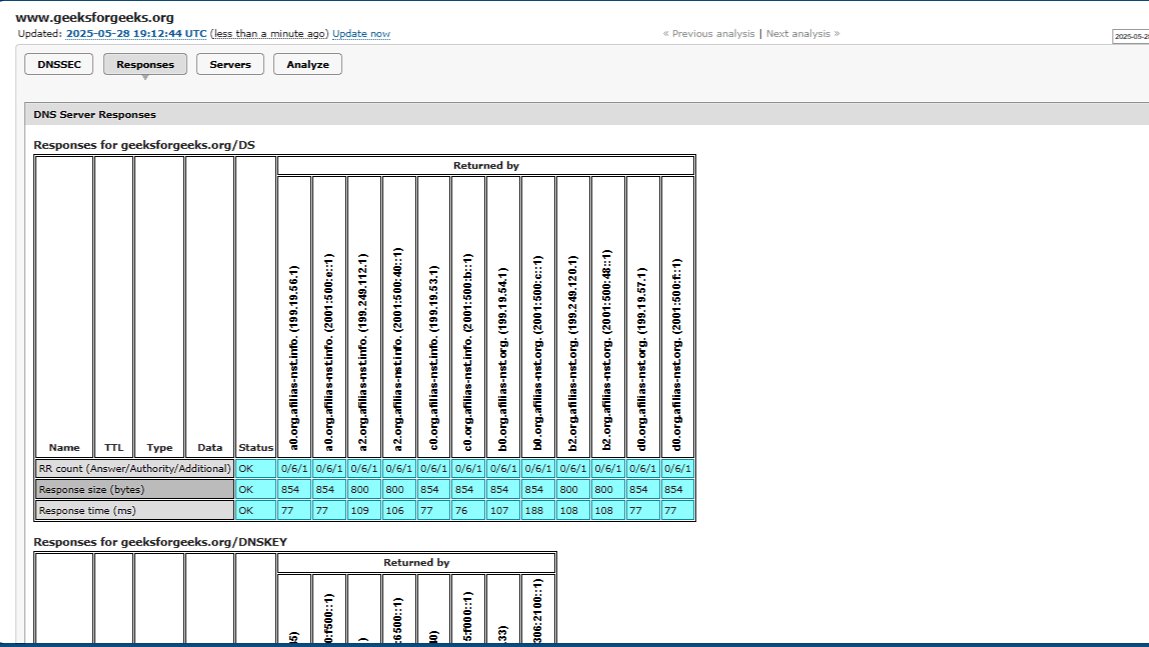 www.geeksforgeeks.org
Updated: 2025-05-28 19:12:44 UTC (less than a minute ago) Update now
« Previous analysis | Next analysis »
2025-05-2
DNSSEC Responses Servers Analyze
DNS Server Responses
Responses for geeksforgeeks.org/DS
Returned by
Name TTL Type Data Status a0.org.afilias-nst.info. (199.19.56.1) a0.org.afilias-nst.info. (2001:500:e::1) a2.org.afilias-nst.info. (199.249.112.1) a2.org.afilias-nst.info. (2001:500:40::1) c0.org.afilias-nst.info. (199.19.53.1) c0.org.afilias-nst.info. (2001:500:b::1) b0.org.afilias-nst.org. (199.19.54.1) b0.org.afilias-nst.org. (2001:500:c::1) b2.org.afilias-nst.org. (199.249.120.1) b2.org.afilias-nst.org. (2001:500:48::1) d0.org.afilias-nst.org. (199.19.57.1) d0.org.afilias-nst.org. (2001:500:f::1)
RR count (Answer/Authority/Additional) OK 0/6/1 0/6/1 0/6/1 0/6/1 0/6/1 0/6/1 0/6/1 0/6/1 0/6/1 0/6/1 0/6/1 0/6/1
Response size (bytes) OK 854 854 800 800 854 854 854 854 800 800 854 854
Response time (ms) OK 77 77 109 106 77 76 107 188 108 108 77 77
Responses for geeksforgeeks.org/DNSKEY
Returned by
:f500::1) :6500::1) 5:f000::1) 33) 306:2100::1)